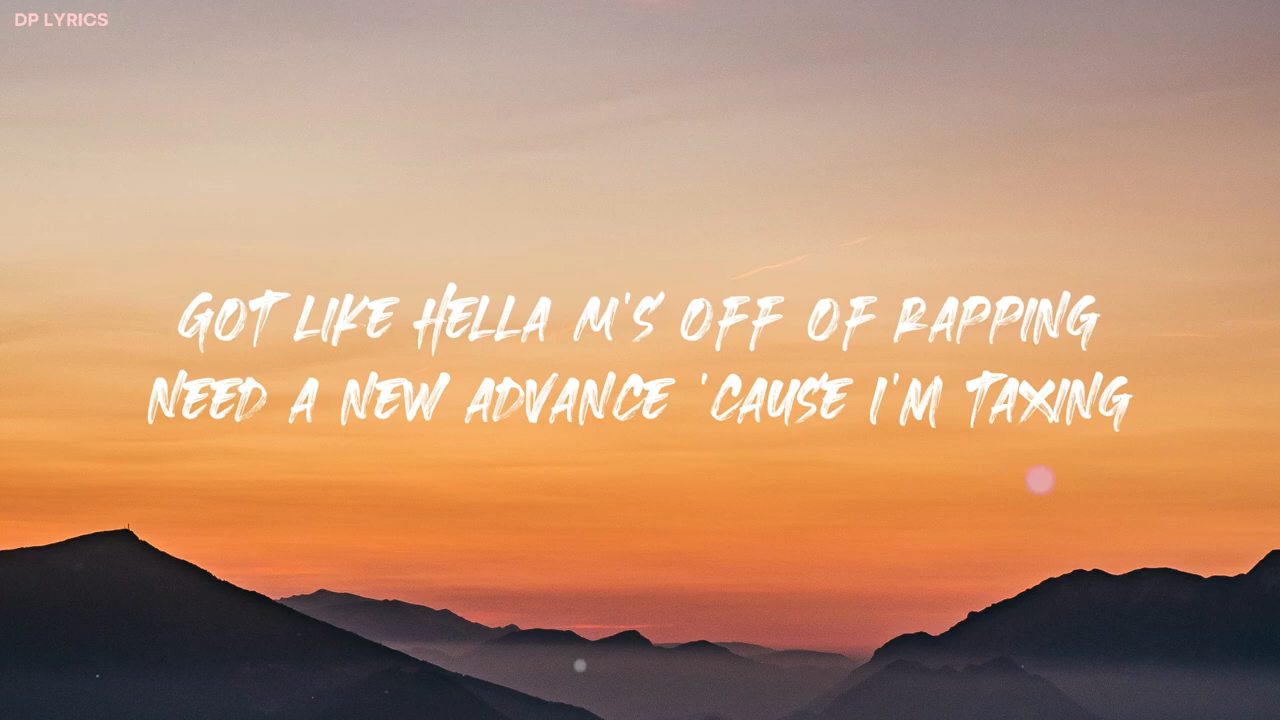 DP LYRICS
GOT LIKE HELLA M'S OFF OF RAPPING
NEED A NEW ADVANCE 'CAUSE I'M TAXING